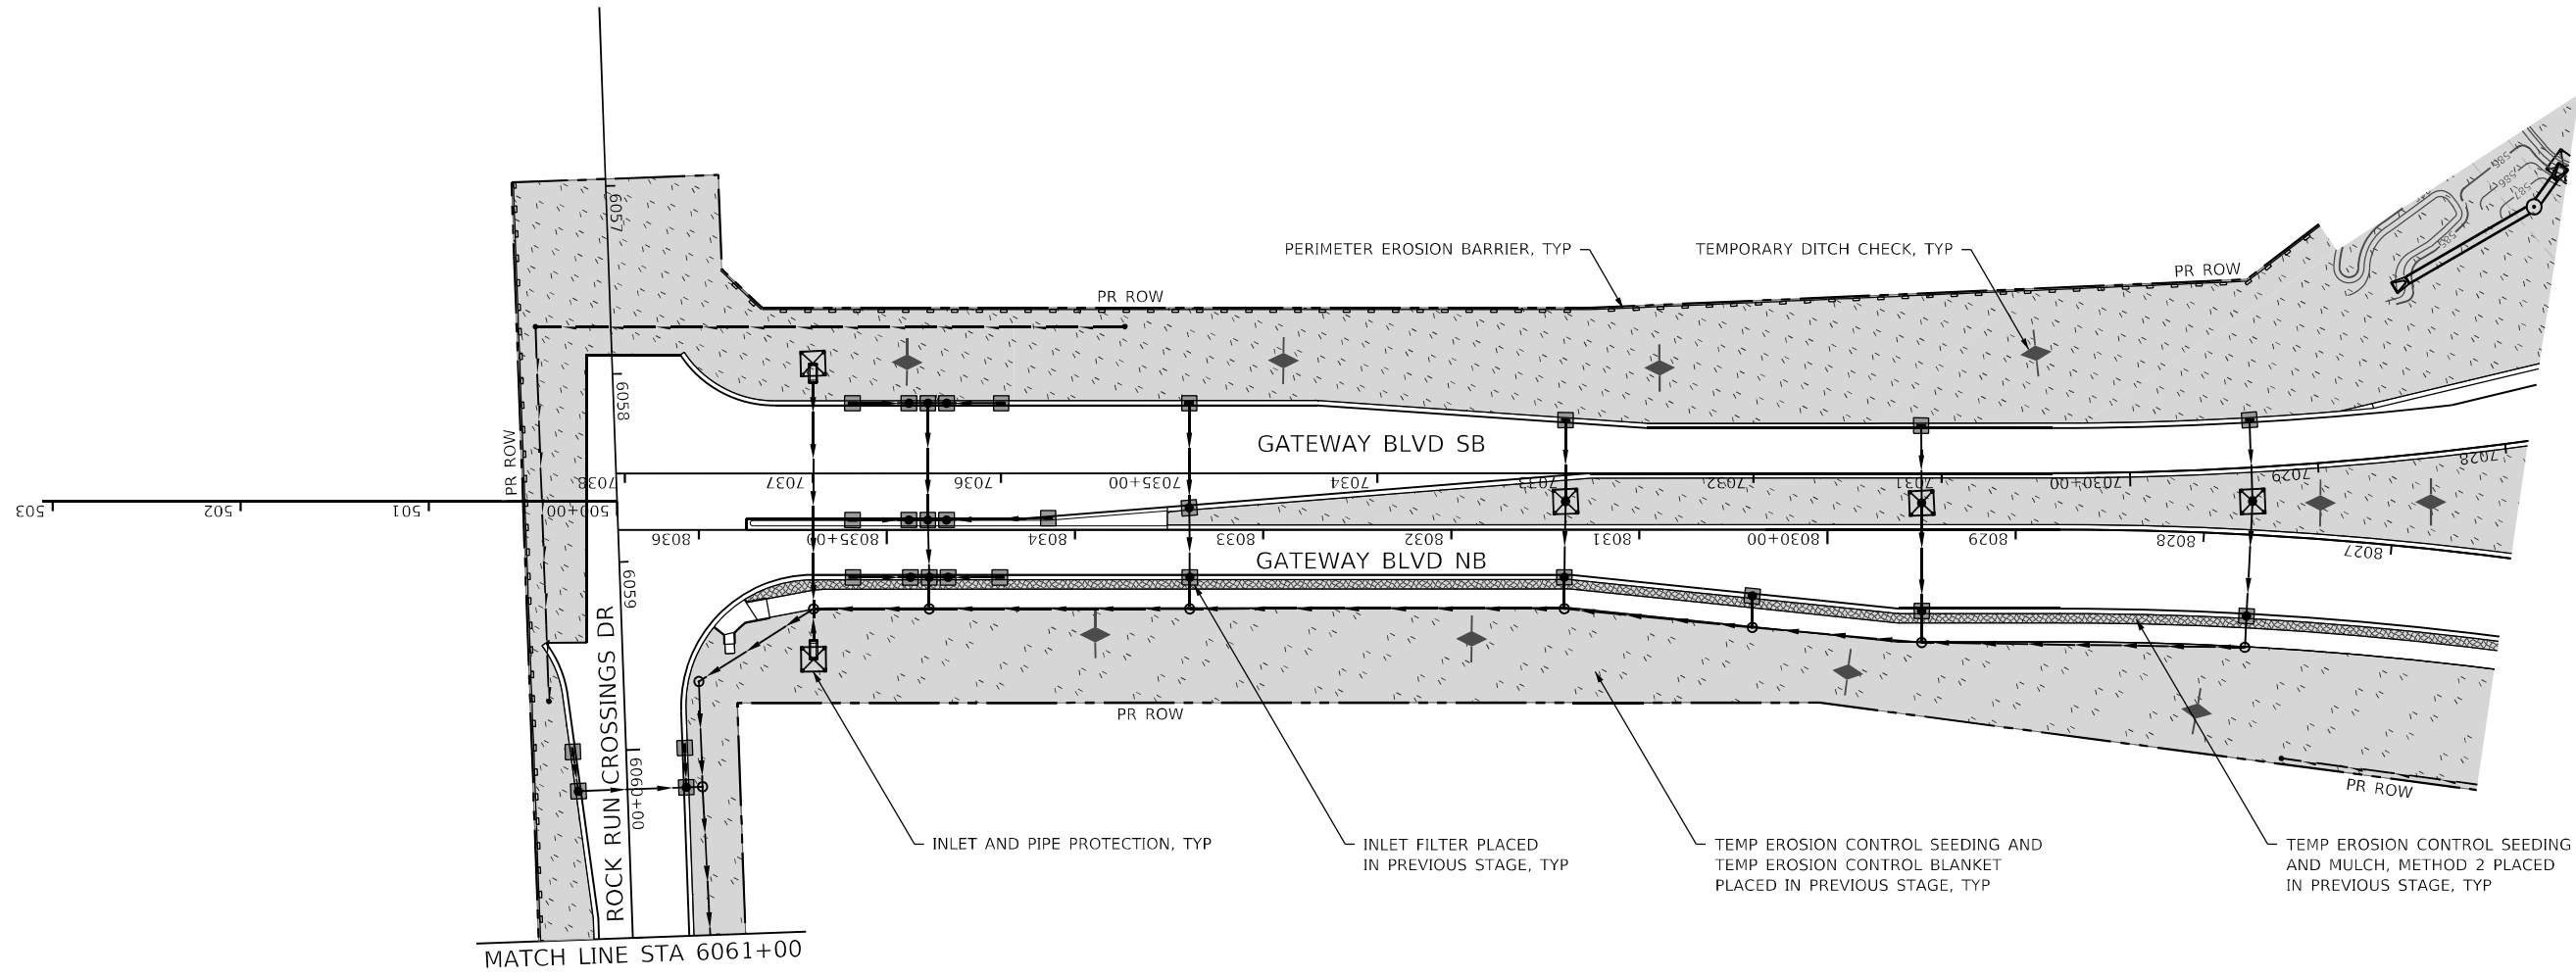 6057
586
586
587
585
PERIMETER EROSION BARRIER, TYP
TEMPORARY DITCH CHECK, TYP
PR ROW
PR ROW
6058
PR ROW
GATEWAY BLVD SB
7038
7037
7036
7035+00
7034
7033
7032
7031
7030+00
7029
7028
503
502
501
500+00
8036
8035+00
8034
8033
8032
8031
8030+00
8029
8028
8027
GATEWAY BLVD NB
6059
ROCK RUN CROSSINGS DR
6060+00
PR ROW
PR ROW
INLET AND PIPE PROTECTION, TYP
INLET FILTER PLACED
IN PREVIOUS STAGE, TYP
TEMP EROSION CONTROL SEEDING AND
TEMP EROSION CONTROL BLANKET
PLACED IN PREVIOUS STAGE, TYP
TEMP EROSION CONTROL SEEDING
AND MULCH, METHOD 2 PLACED
IN PREVIOUS STAGE, TYP
MATCH LINE STA 6061+00